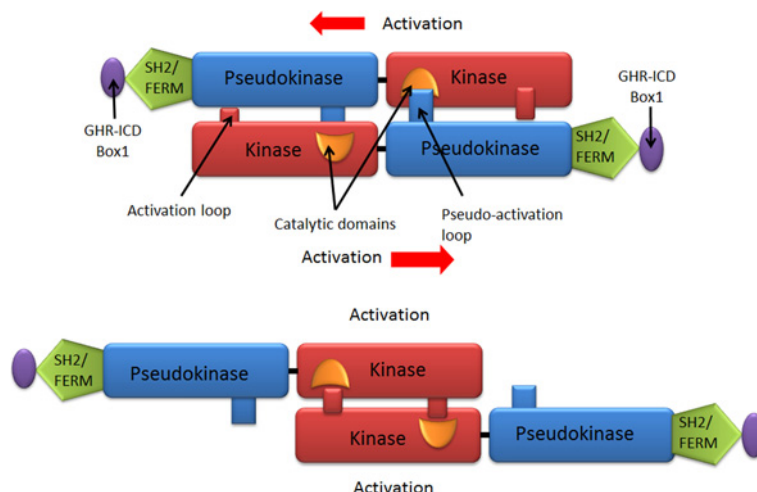 Activation
SH2/
FERM
Pseudokinase
Kinase
GHR-ICD
Box1
GHR-ICD
Box1
Kinase
Pseudokinase
SH2/
FERM
Activation loop
Catalytic domains
Pseudo-activation
loop
Activation
Activation
SH2/
FERM
Pseudokinase
Kinase
Kinase
Pseudokinase
SH2/
FERM
Activation